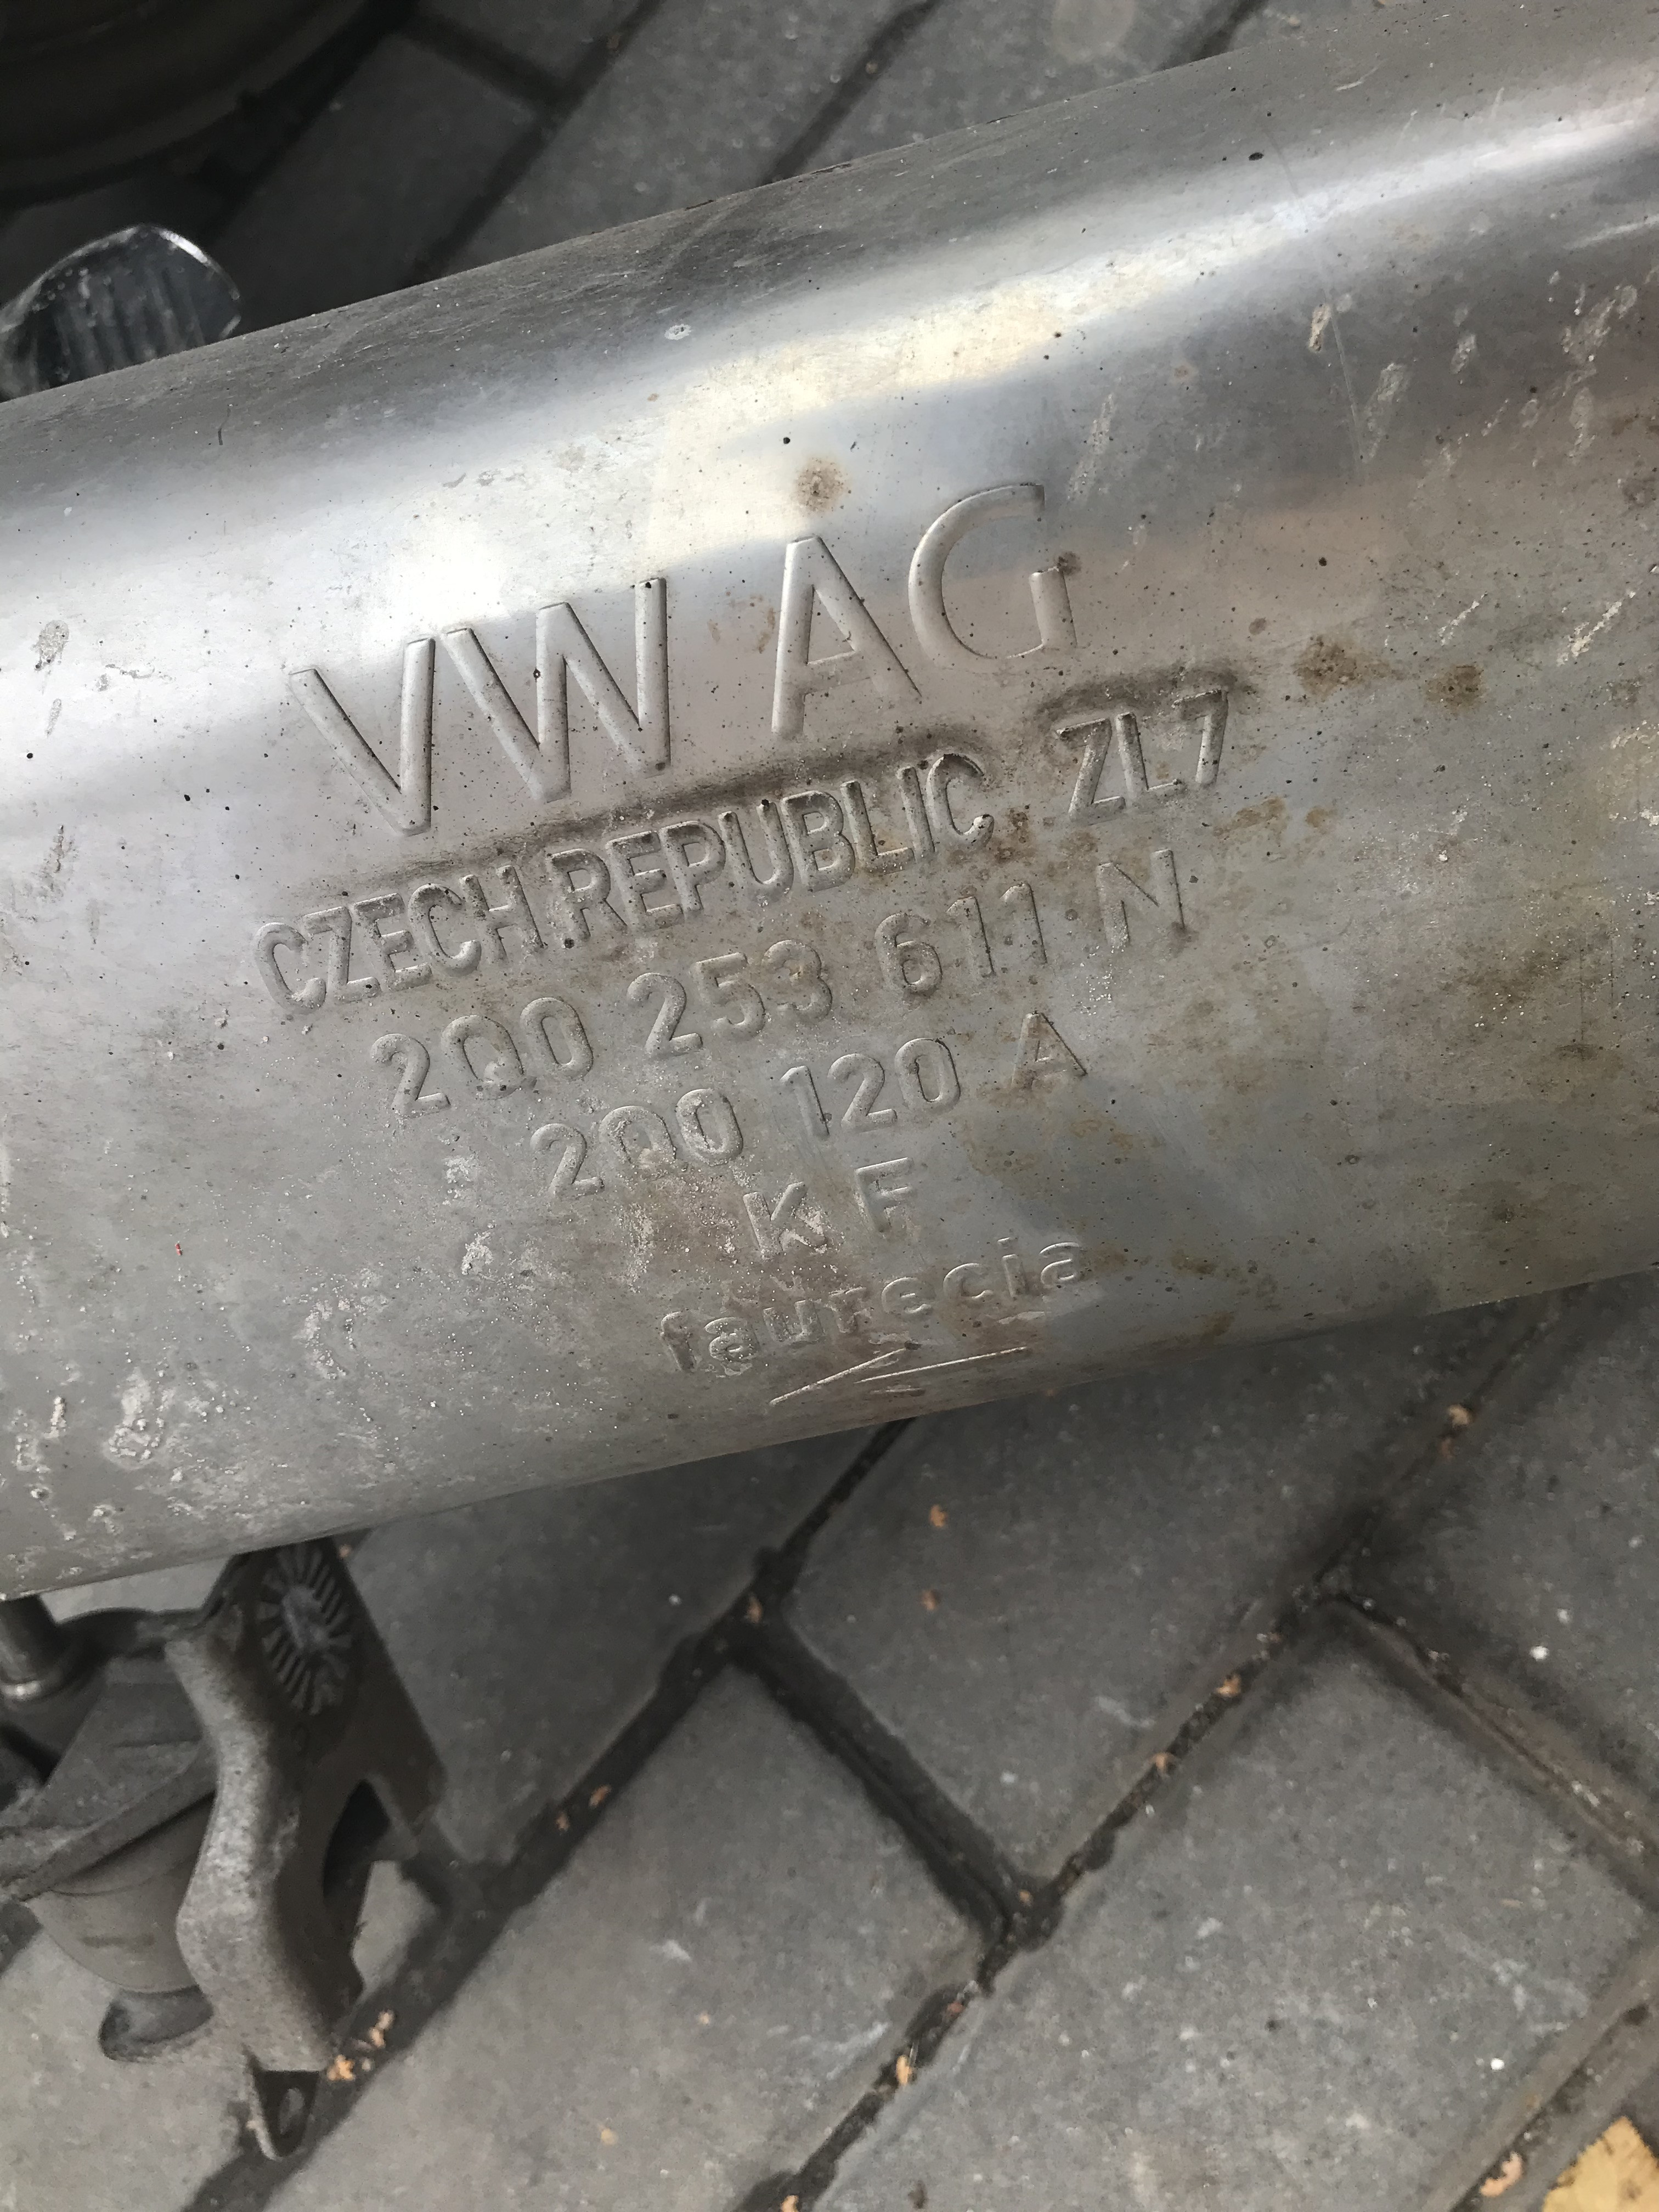 VW AG
CZECH.REPUBLIC ZL7
2Q0 253 611 N
2Q0 120 A
K F
faurecia